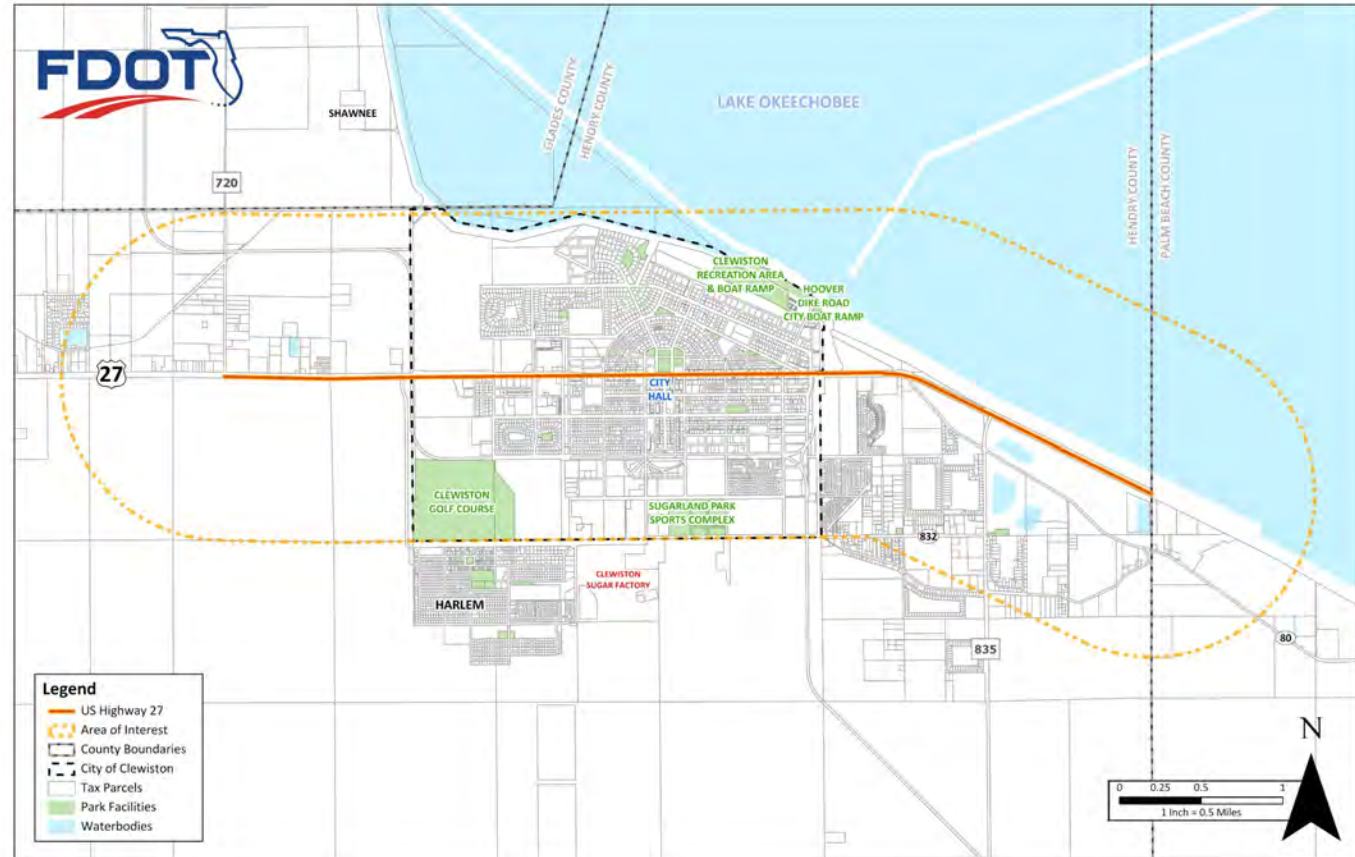 FDOT
SHAWNEE
GLADES COUNTY
HENDRY COUNTY
LAKE OKEECHOBEE
HENDRY COUNTY
PALM BEACH COUNTY
720
CLEWISTON
RECREATION AREA
& BOAT RAMP
HOOVER
DIKE ROAD
CITY BOAT RAMP
27
CITY
HALL
CLEWISTON
GOLF COURSE
SUGARLAND PARK
SPORTS COMPLEX
832
CLEWISTON
SUGAR FACTORY
HARLEM
835
80
Legend
US Highway 27
Area of Interest
County Boundaries
City of Clewiston
Tax Parcels
Park Facilities
Waterbodies
N
0 0.25 0.5 1
1 Inch = 0.5 Miles